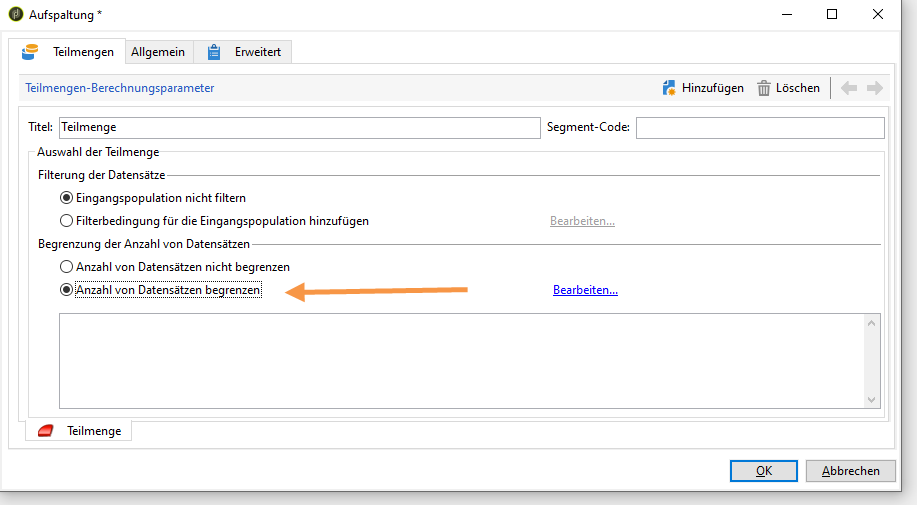 Aufspaltung *
Teilmengen Allgemein Erweitert
Teilmengen-Berechnungsparameter Hinzufügen Löschen
Titel: Teilmenge Segment-Code:
Auswahl der Teilmenge
Filterung der Datensätze
Eingangspopulation nicht filtern
Filterbedingung für die Eingangspopulation hinzufügen Bearbeiten...
Begrenzung der Anzahl von Datensätzen
Anzahl von Datensätzen nicht begrenzen
Anzahl von Datensätzen begrenzen Bearbeiten...
Teilmenge
OK Abbrechen